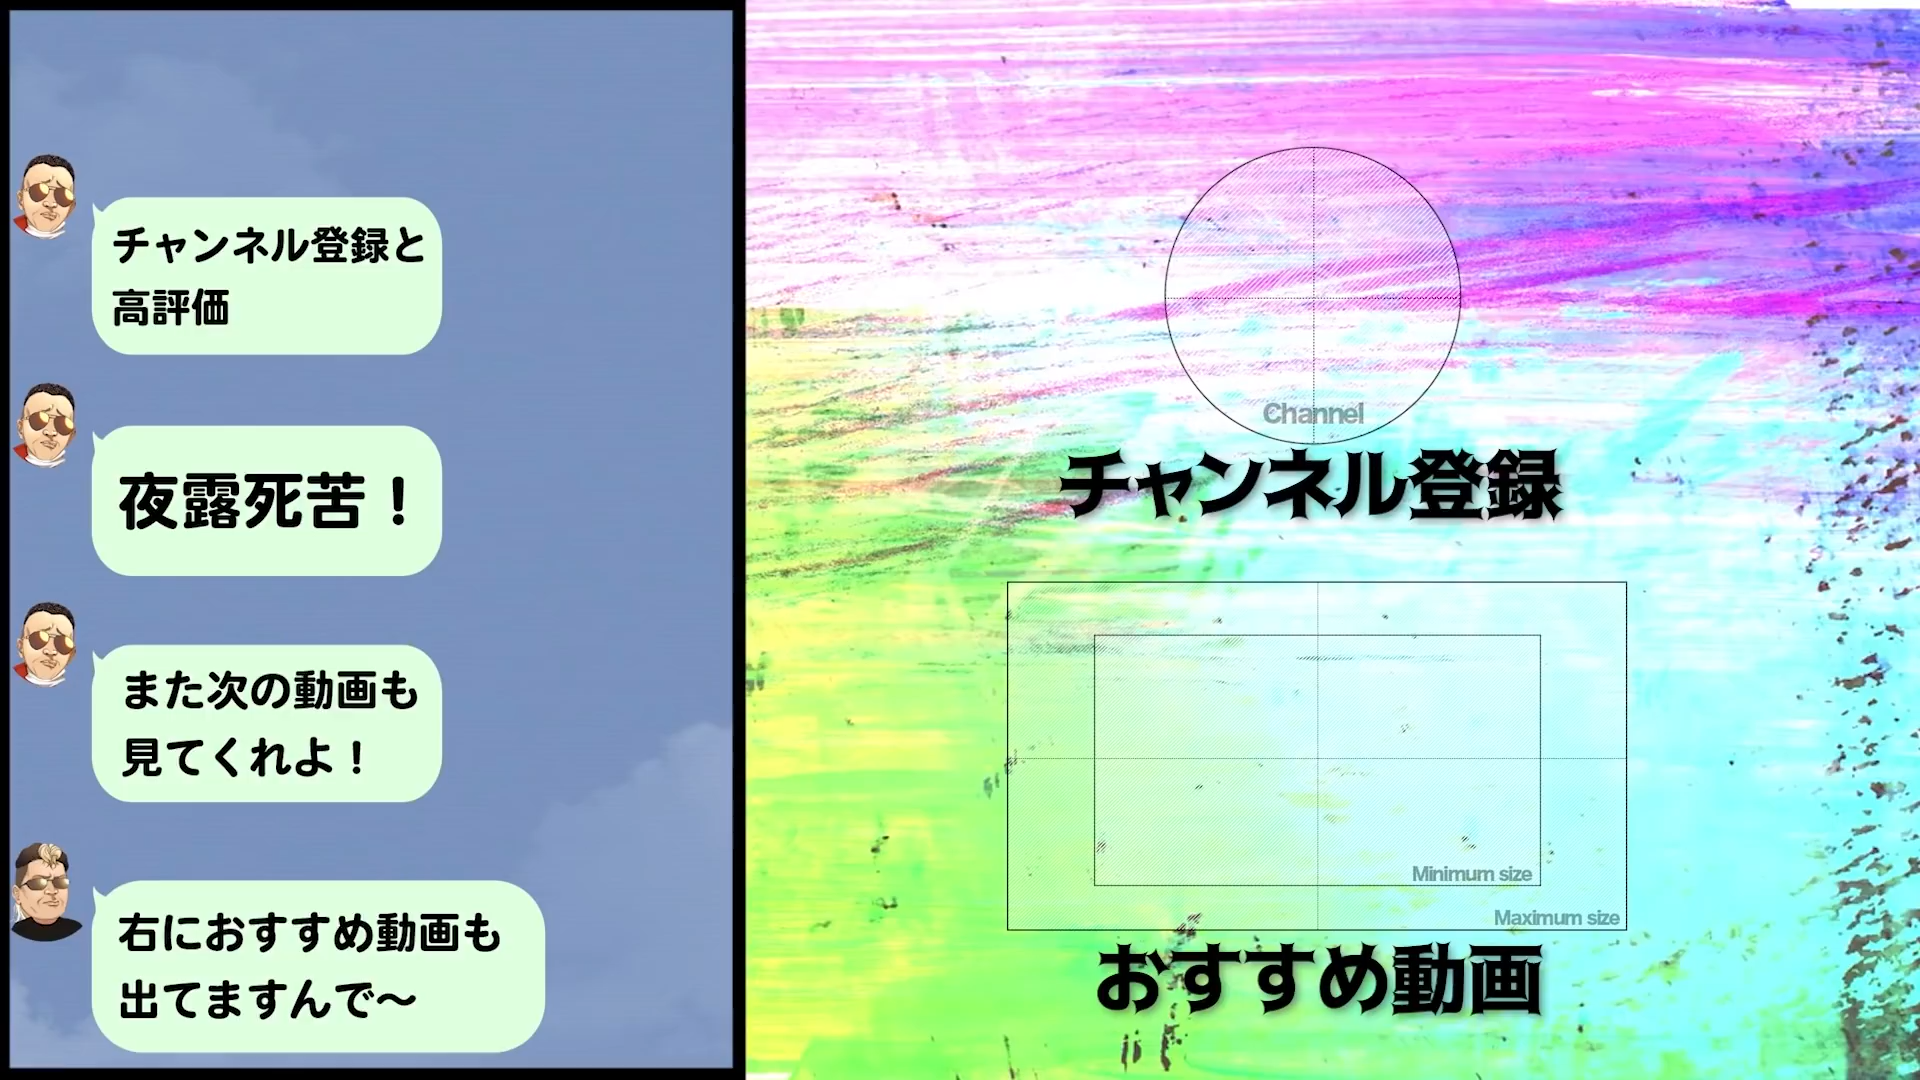 チャンネル登録と
高評価
夜露死苦！
また次の動画も
見てくれよ！
右におすすめ動画も
出てますんで～
Channel
チャンネル登録
Minimum size
Maximum size
おすすめ動画